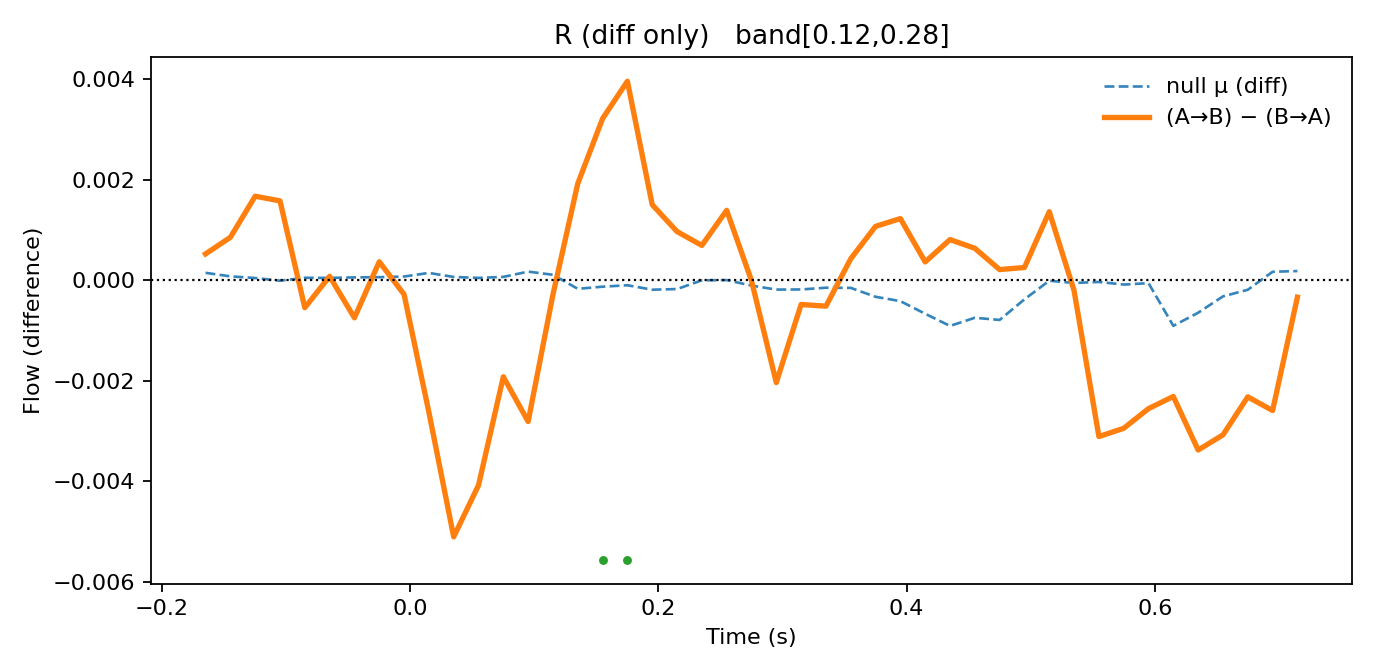 R (diff only)   band[0.12,0.28]
null μ (diff)
(A→B) − (B→A)
Flow (difference)
0.004
0.002
0.000
−0.002
−0.004
−0.006
−0.2
0.0
0.2
0.4
0.6
Time (s)